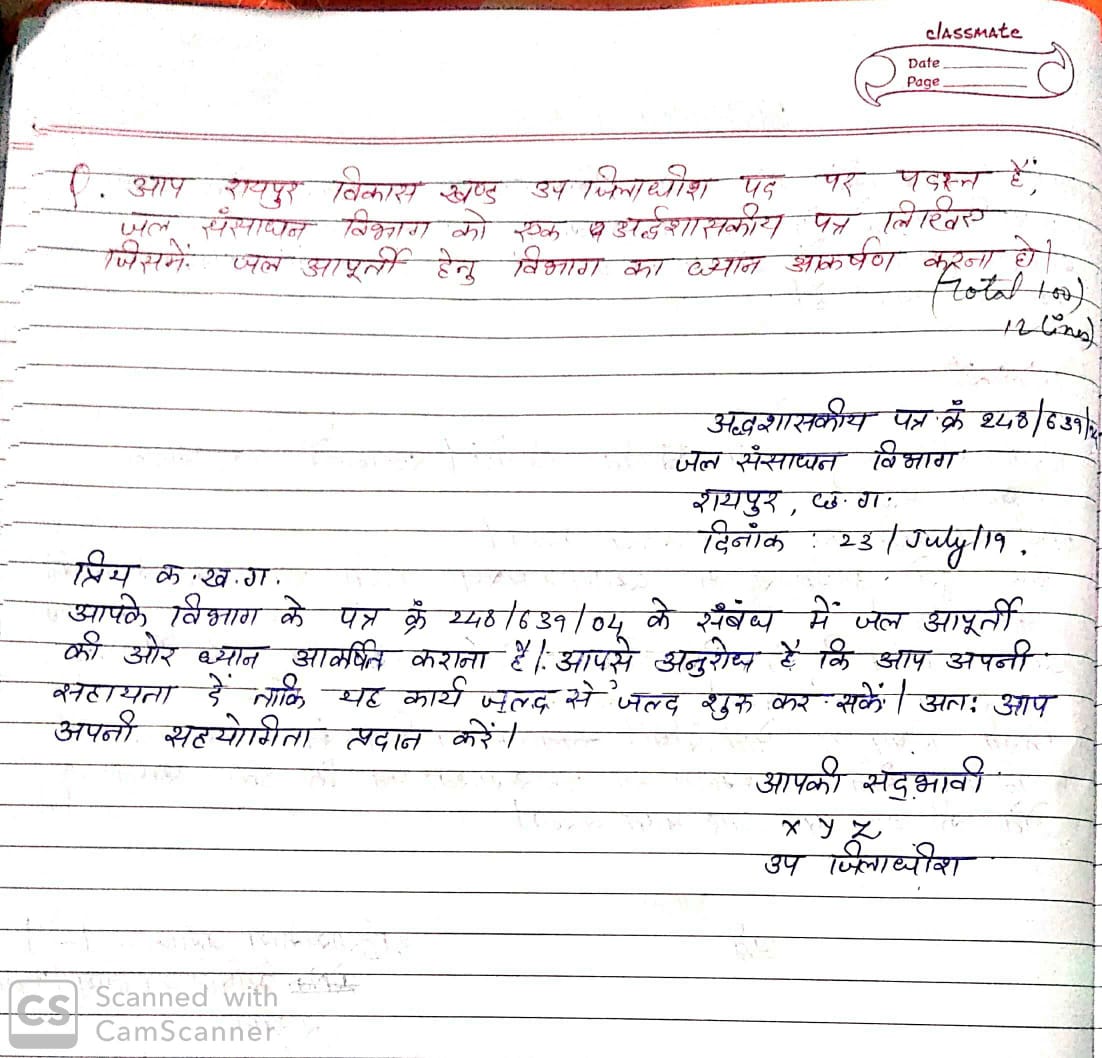 classmate
Date
Page
प्र. आप रायपुर विकास खण्ड उप जिलाधीश पद पर पदस्त हैं,
जल संसाधन विभाग को एक अर्द्धशासकीय पत्र लिखिए
जिसमें जल आपूर्ती हेतु विभाग का ध्यान आकर्षण करना हो।
(Total 100)
12 lines)
अद्धशासकीय पत्र क्रं 248/639/
जल संसाधन विभाग
रायपुर, छ.ग.
दिनांक : 23/July/19.
प्रिय क.ख.ग.
आपके विभाग के पत्र क्रं 248/639/04 के संबंध में जल आपूर्ती
की ओर ध्यान आकर्षित कराना है। आपसे अनुरोध है कि आप अपनी
सहायता दें ताकि यह कार्य जल्द से जल्द शुरू कर सकें। अतः आप
अपनी सहयोगिता प्रदान करें।
आपकी सद्भावी
x y z
उप जिलाधीश
CS Scanned with
CamScanner